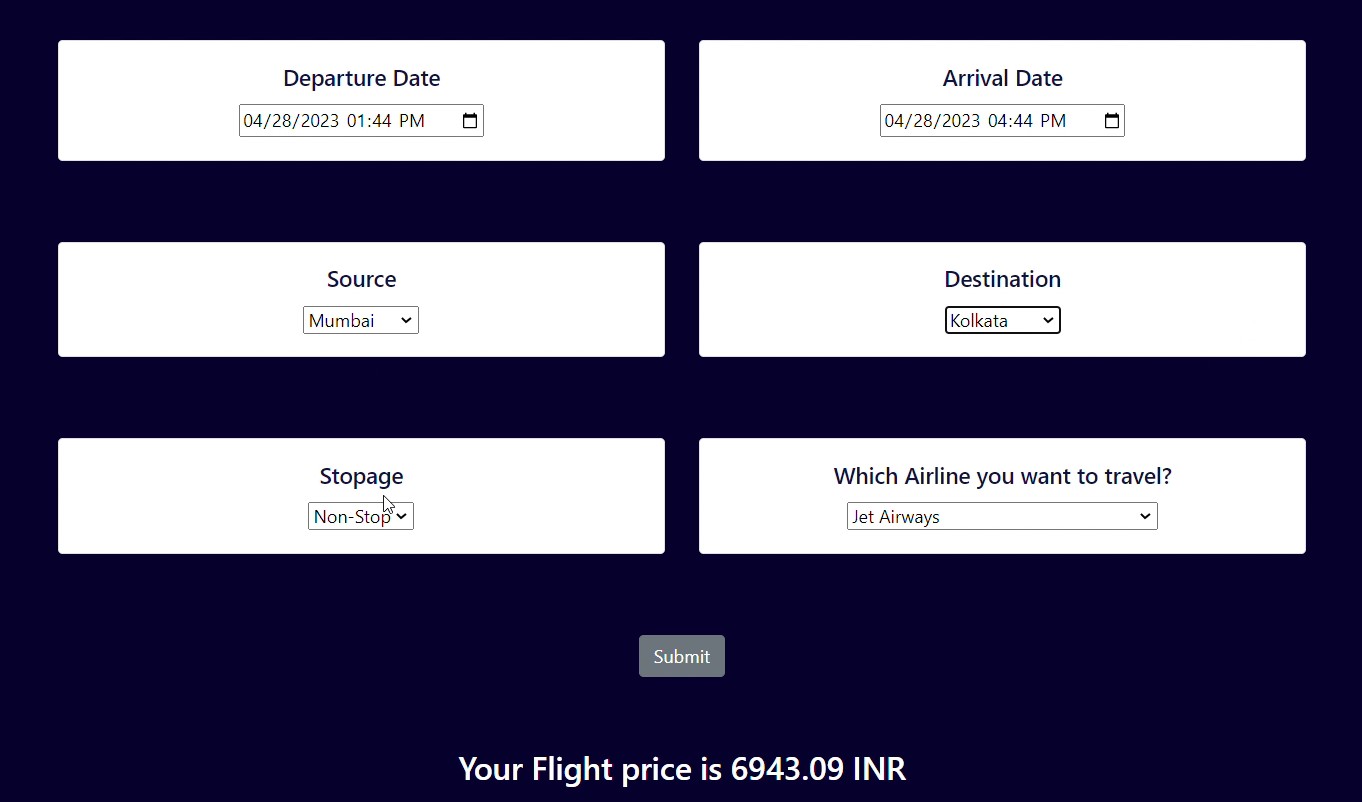 Departure Date
04/28/2023 01:44 PM
Arrival Date
04/28/2023 04:44 PM
Source
Mumbai
Destination
Kolkata
Stopage
Non-Stop
Which Airline you want to travel?
Jet Airways
Submit
Your Flight price is 6943.09 INR